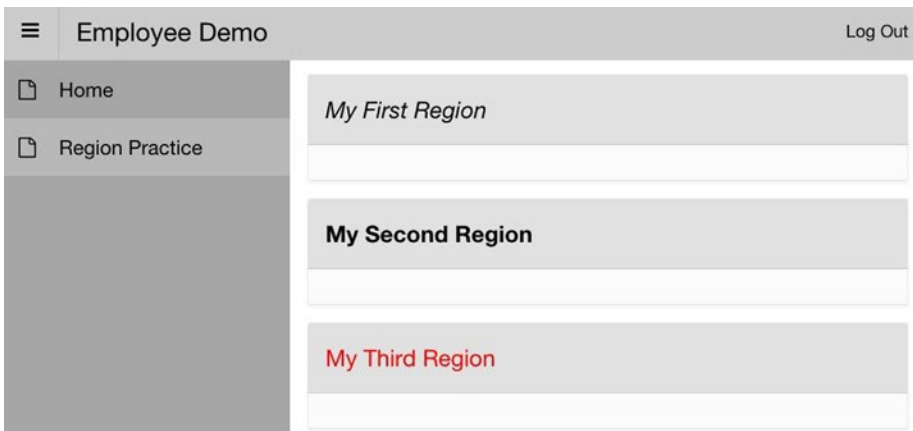 Employee Demo
Log Out
Home
Region Practice
My First Region
My Second Region
My Third Region